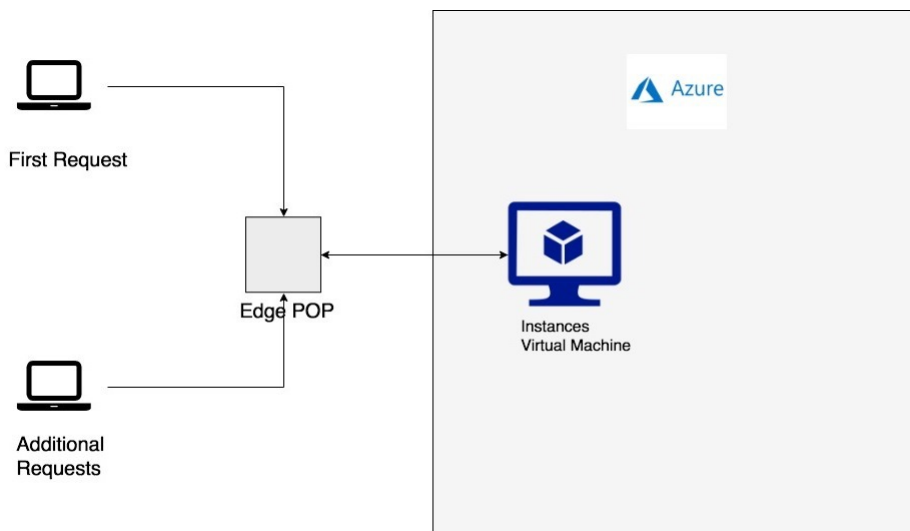 Azure
First Request
Edge POP
Instances
Virtual Machine
Additional
Requests